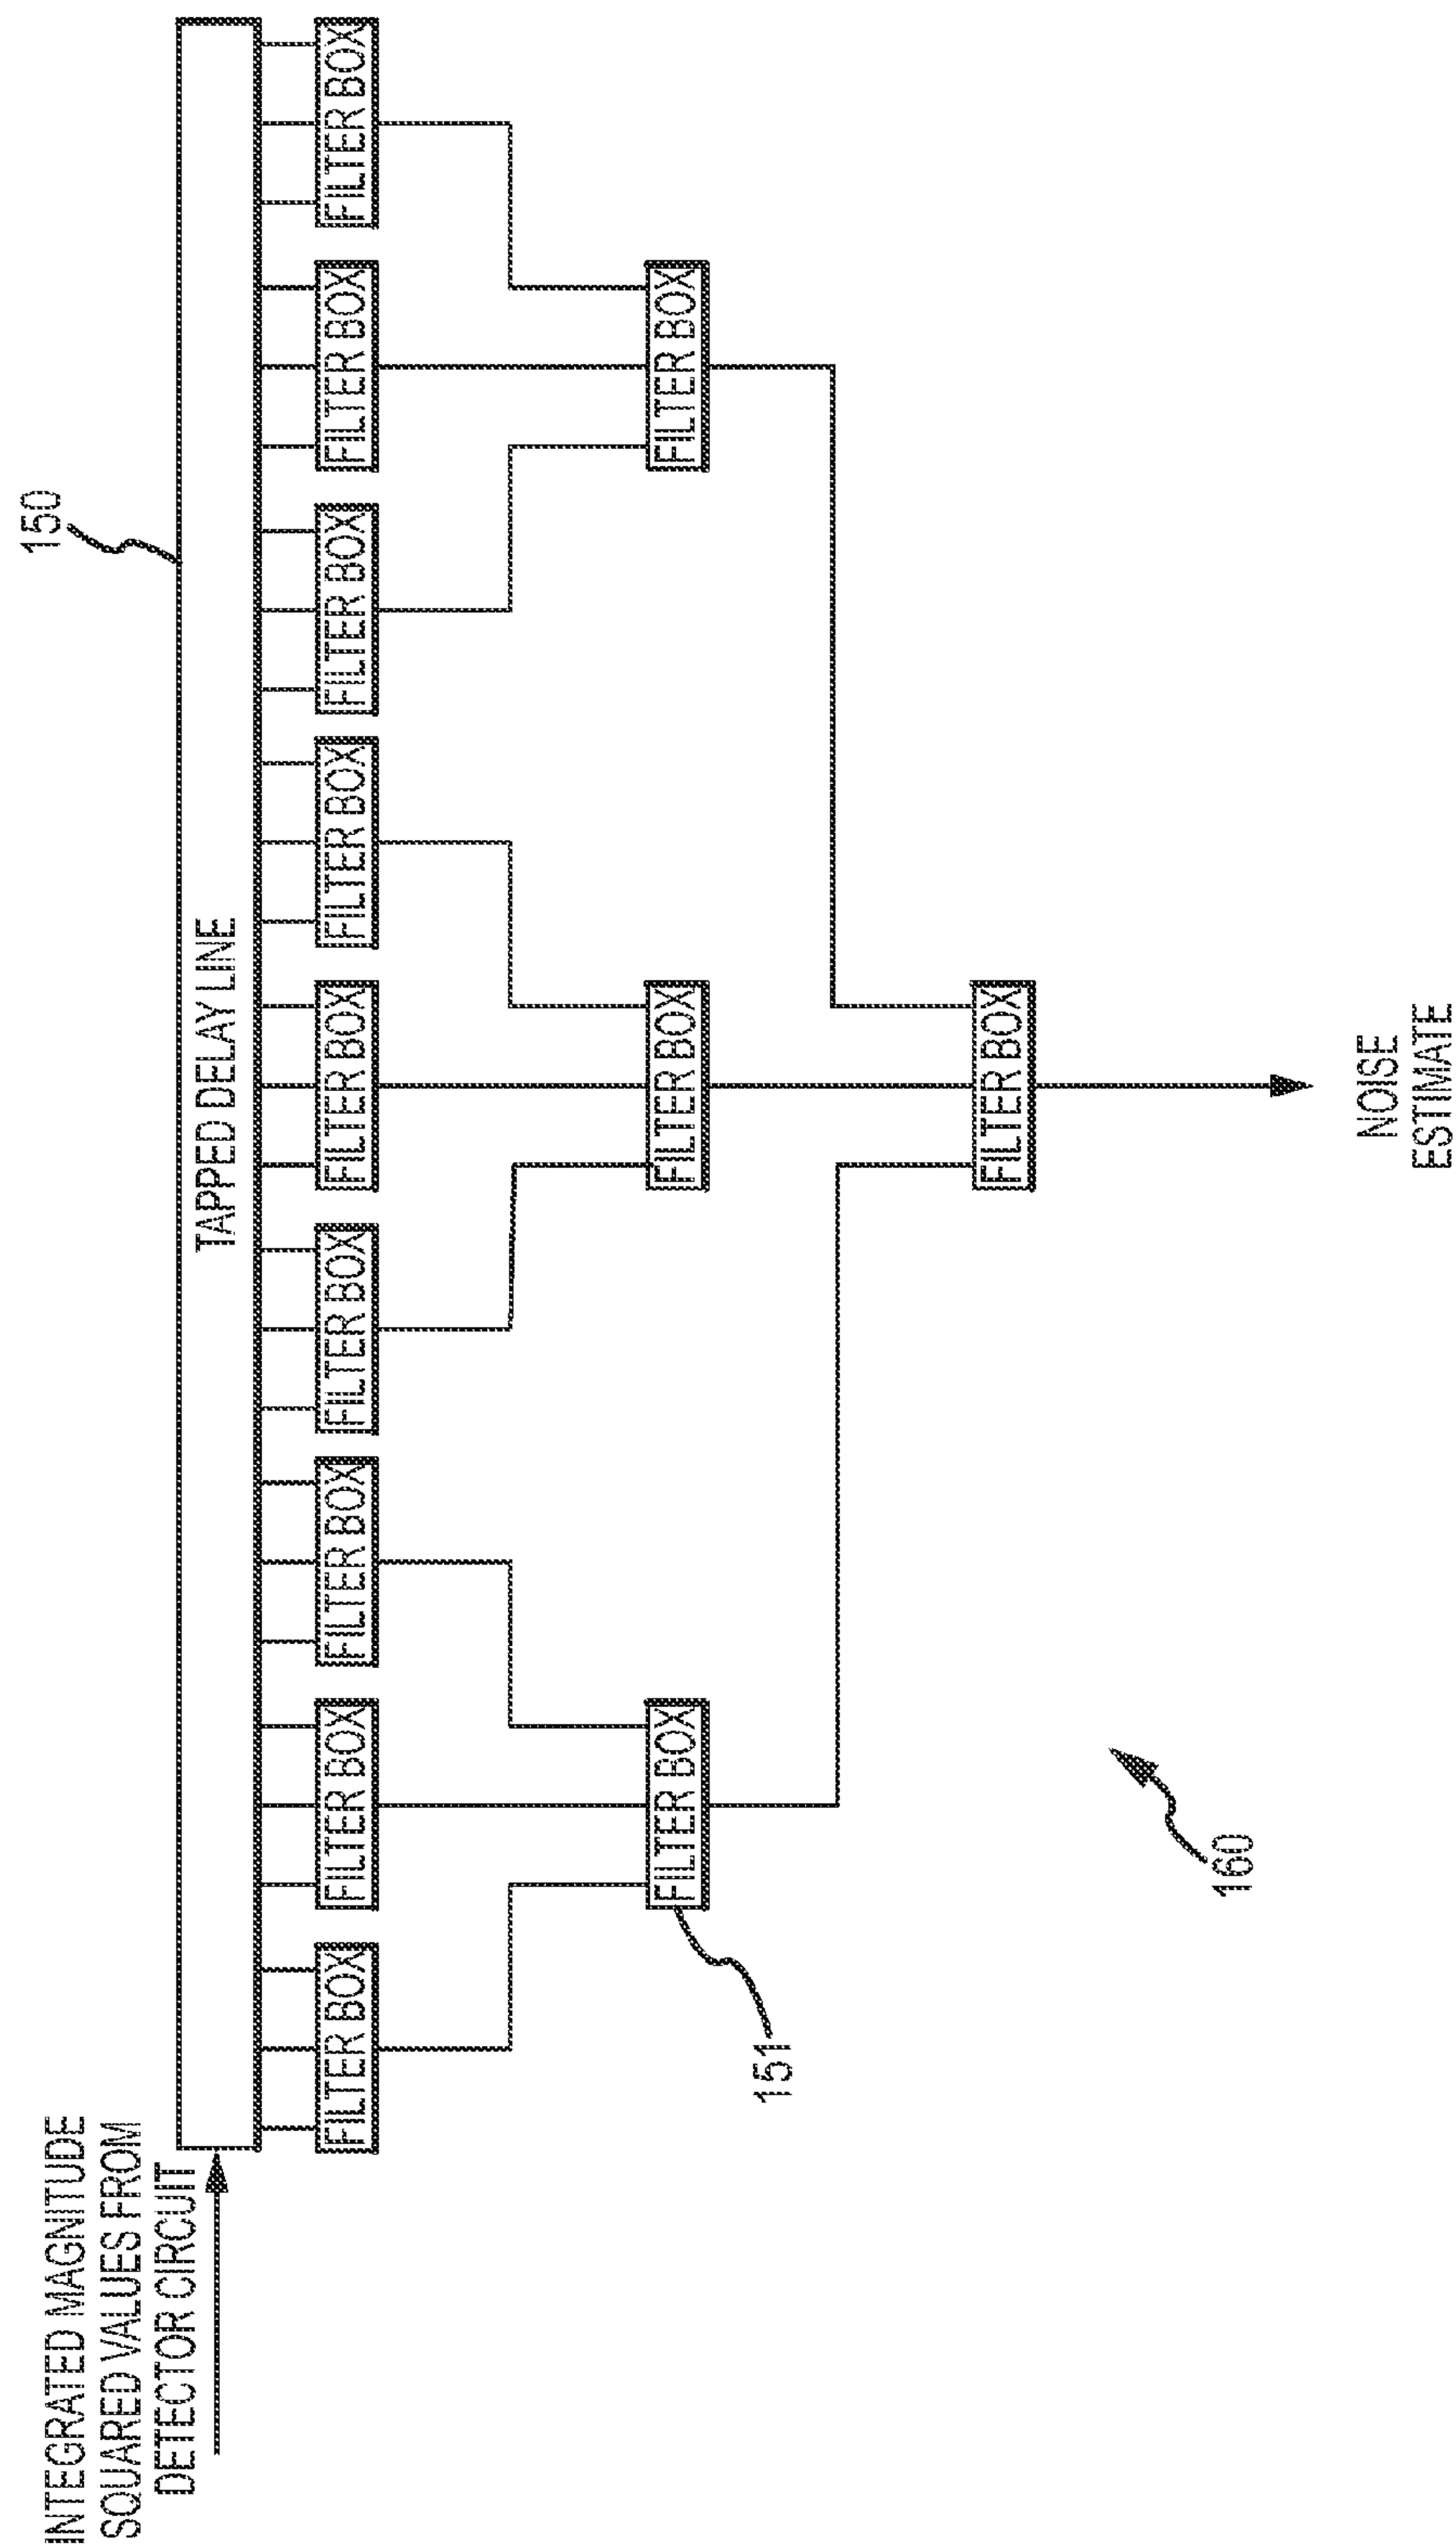 INTEGRATED MAGNITUDE
SQUARED VALUES FROM
DETECTOR CIRCUIT
150
TAPPED DELAY LINE
FILTER BOX
FILTER BOX
FILTER BOX
FILTER BOX
FILTER BOX
FILTER BOX
FILTER BOX
FILTER BOX
FILTER BOX
FILTER BOX
FILTER BOX
FILTER BOX
151
FILTER BOX
160
NOISE
ESTIMATE